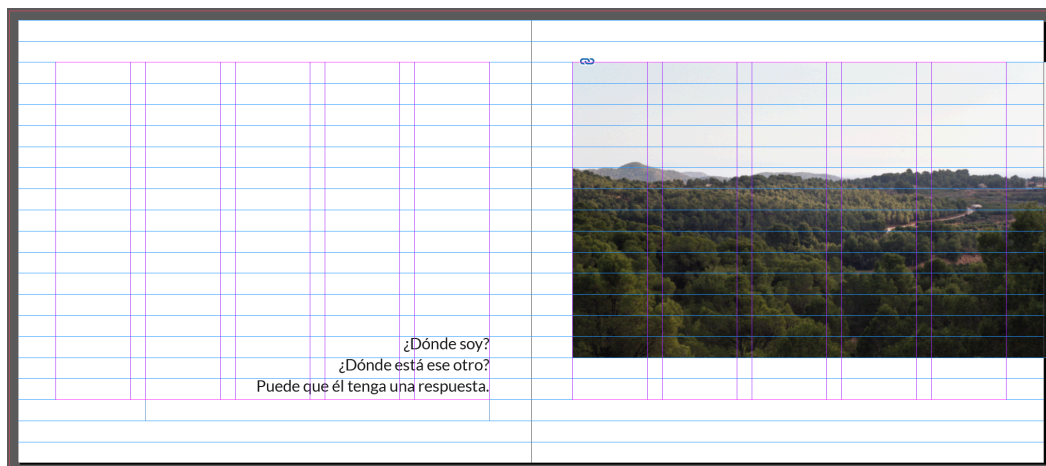 ¿Dónde soy?
¿Dónde está ese otro?
Puede que él tenga una respuesta.